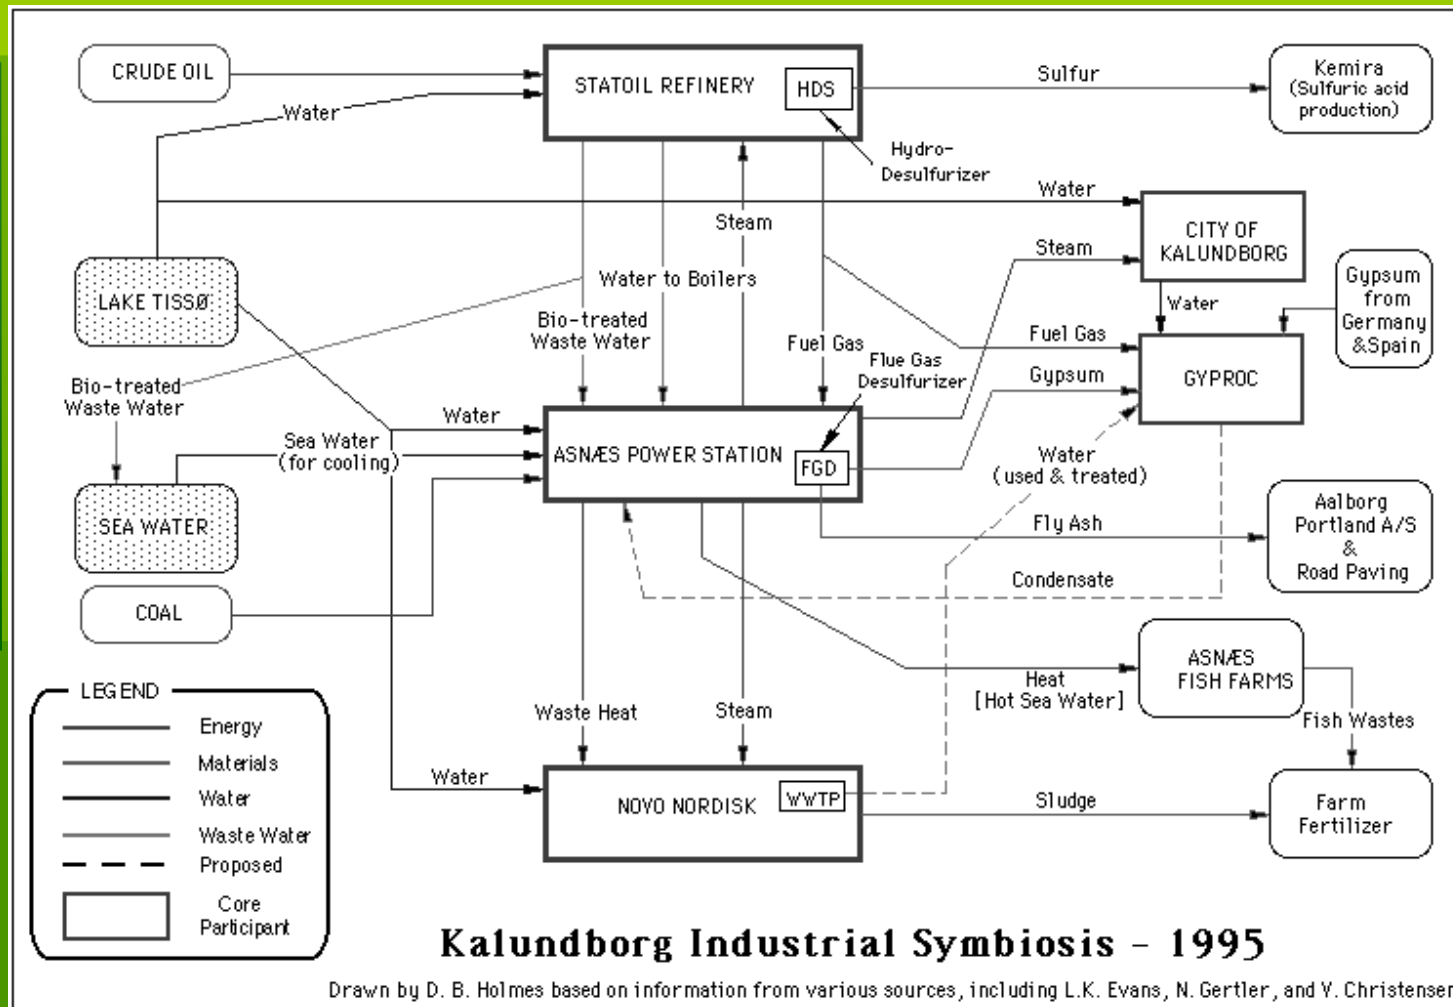 CRUDE OIL
STATOIL REFINERY
HDS
Sulfur
Kemira
(Sulfuric acid
production)
Water
Hydro-
Desulfurizer
Water
CITY OF
KALUNDBORG
Steam
Steam
Gypsum
from
Germany
&Spain
LAKE TISSØ
Water to Boilers
Water
Bio-treated
Waste Water
Fuel Gas
Flue Gas
Desulfurizer
Fuel Gas
GYPROC
Gypsum
Bio-treated
Waste Water
Water
Sea Water
(for cooling)
ASNÆS POWER STATION
FGD
Water
(used & treated)
SEA WATER
Fly Ash
Aalborg
Portland A/S
&
Road Paving
COAL
Condensate
ASNÆS
FISH FARMS
Heat
[Hot Sea Water]
Waste Heat
Steam
Fish Wastes
Water
NOVO NORDISK
WWTP
Sludge
Farm
Fertilizer
LEGEND
Energy
Materials
Water
Waste Water
Proposed
Core
Participant
Kalundborg Industrial Symbiosis - 1995
Drawn by D. B. Holmes based on information from various sources, including L.K. Evans, N. Gertler, and V. Christensen